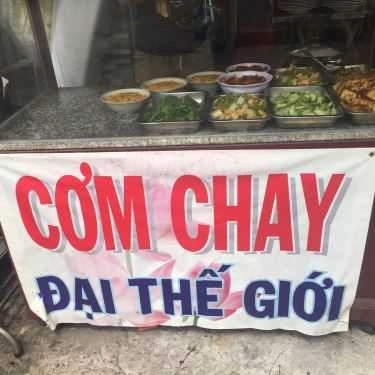 CƠM CHAY
ĐẠI THẾ GIỚI